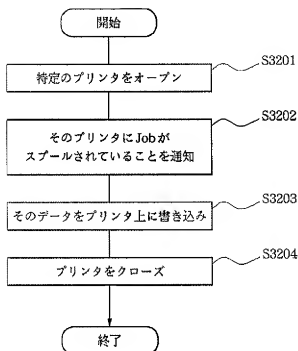 開始
特定のプリンタをオープン
S3201
そのプリンタにJobが
スプールされていることを通知
S3202
そのデータをプリンタ上に書き込み
S3203
プリンタをクローズ
S3204
終了